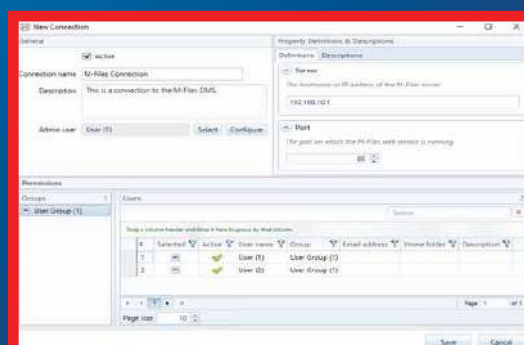 New Connection
General
Active
Connection name M-Files Connection
Description This is a connection to the M-Files DMS.
Admin user User (1) Select Configure
Property Definitions & Descriptions
Definitions Descriptions
Server
The hostname or IP address of the M-Files server.
192.168.10.1
Port
The port on which the M-Files web service is running.
Permissions
Groups 1
User Group (1)
Users 2
Search
Drag a column header and drop it here to group by that column
# Selected Active User name Group Email address Home folder Description
1 User (1) User Group (1)
2 User (2) User Group (1)
1
Page 1 of 1
Page size 10
Save Cancel